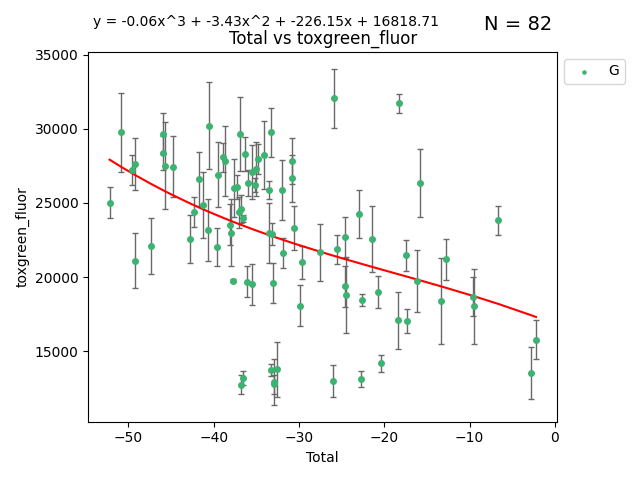 y = -0.06x^3 + -3.43x^2 + -226.15x + 16818.71
N = 82
Total vs toxgreen_fluor
G
35000
30000
25000
20000
15000
toxgreen_fluor
−50
−40
−30
−20
−10
0
Total